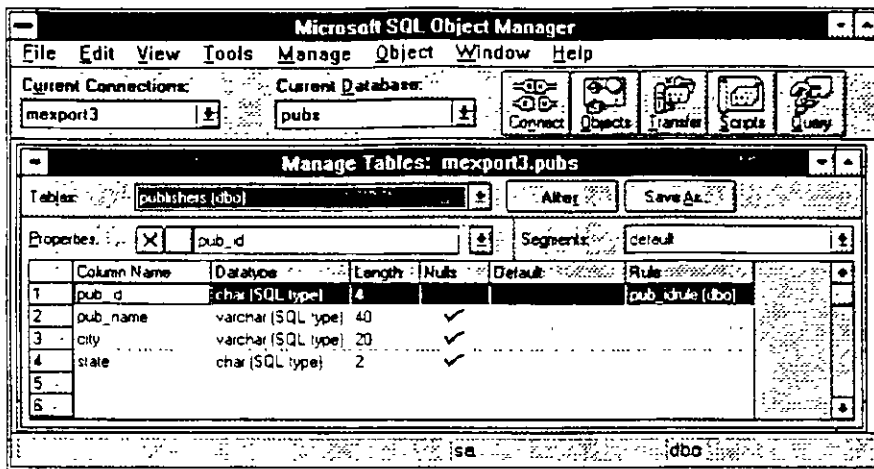 Microsoft SQL Object Manager
File Edit View Tools Manage Object Window Help
Current Connections: Current Database:
mexport3 pubs
Connect Objects Transfer Scripts Query
Manage Tables: mexport3.pubs
Tables: publishers (dbo) Alter Save As...
Properties: pub_id Segments: default
Column Name Datatype Length Nulls Default Rule
1 pub_id char (SQL type) 4 pub_idrule (dbo)
2 pub_name varchar (SQL type) 40 ✓
3 city varchar (SQL type) 20 ✓
4 state char (SQL type) 2 ✓
5
6
sa dbo